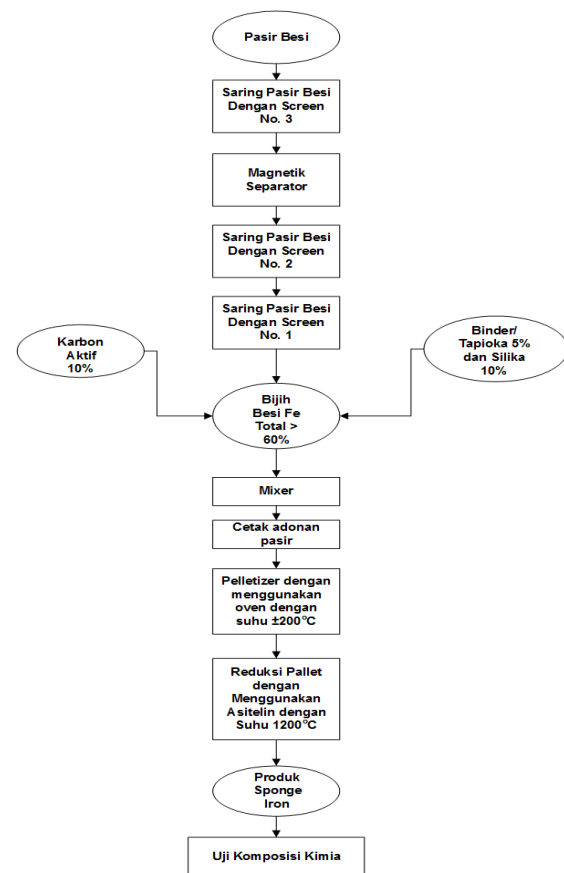 Pasir Besi
Saring Pasir Besi
Dengan Screen
No. 3
Magnetik
Separator
Saring Pasir Besi
Dengan Screen
No. 2
Saring Pasir Besi
Dengan Screen
No. 1
Karbon
Aktif
10%
Binder/
Tapioka 5%
dan Silika
10%
Bijih
Besi Fe
Total >
60%
Mixer
Cetak adonan
pasir
Pelletizer dengan
menggunakan
oven dengan
suhu ±200°C
Reduksi Pallet
dengan
Menggunakan
Asitelin dengan
Suhu 1200°C
Produk
Sponge
Iron
Uji Komposisi Kimia